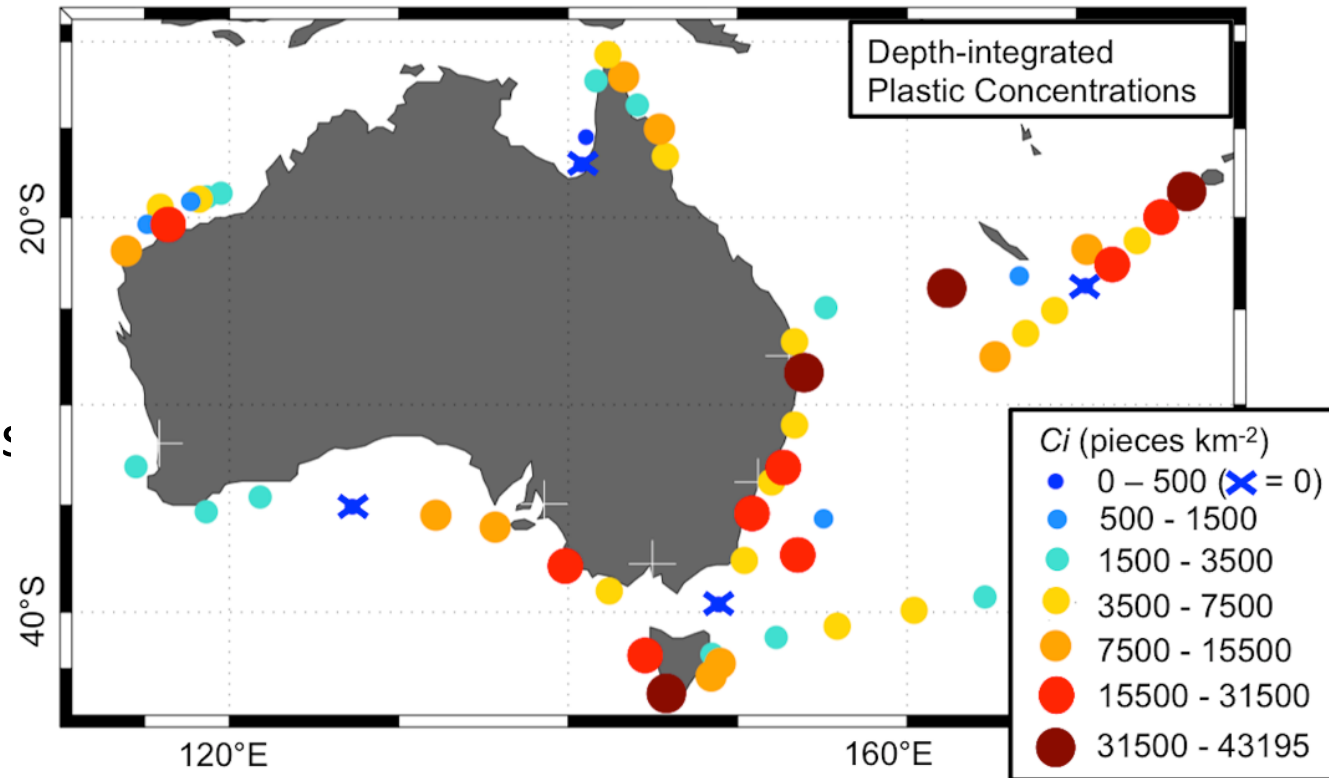 Depth-integrated
Plastic Concentrations
20°S
40°S
120°E
160°E
Ci (pieces km-2)
0 – 500 (✕ = 0)
500 - 1500
1500 - 3500
3500 - 7500
7500 - 15500
15500 - 31500
31500 - 43195